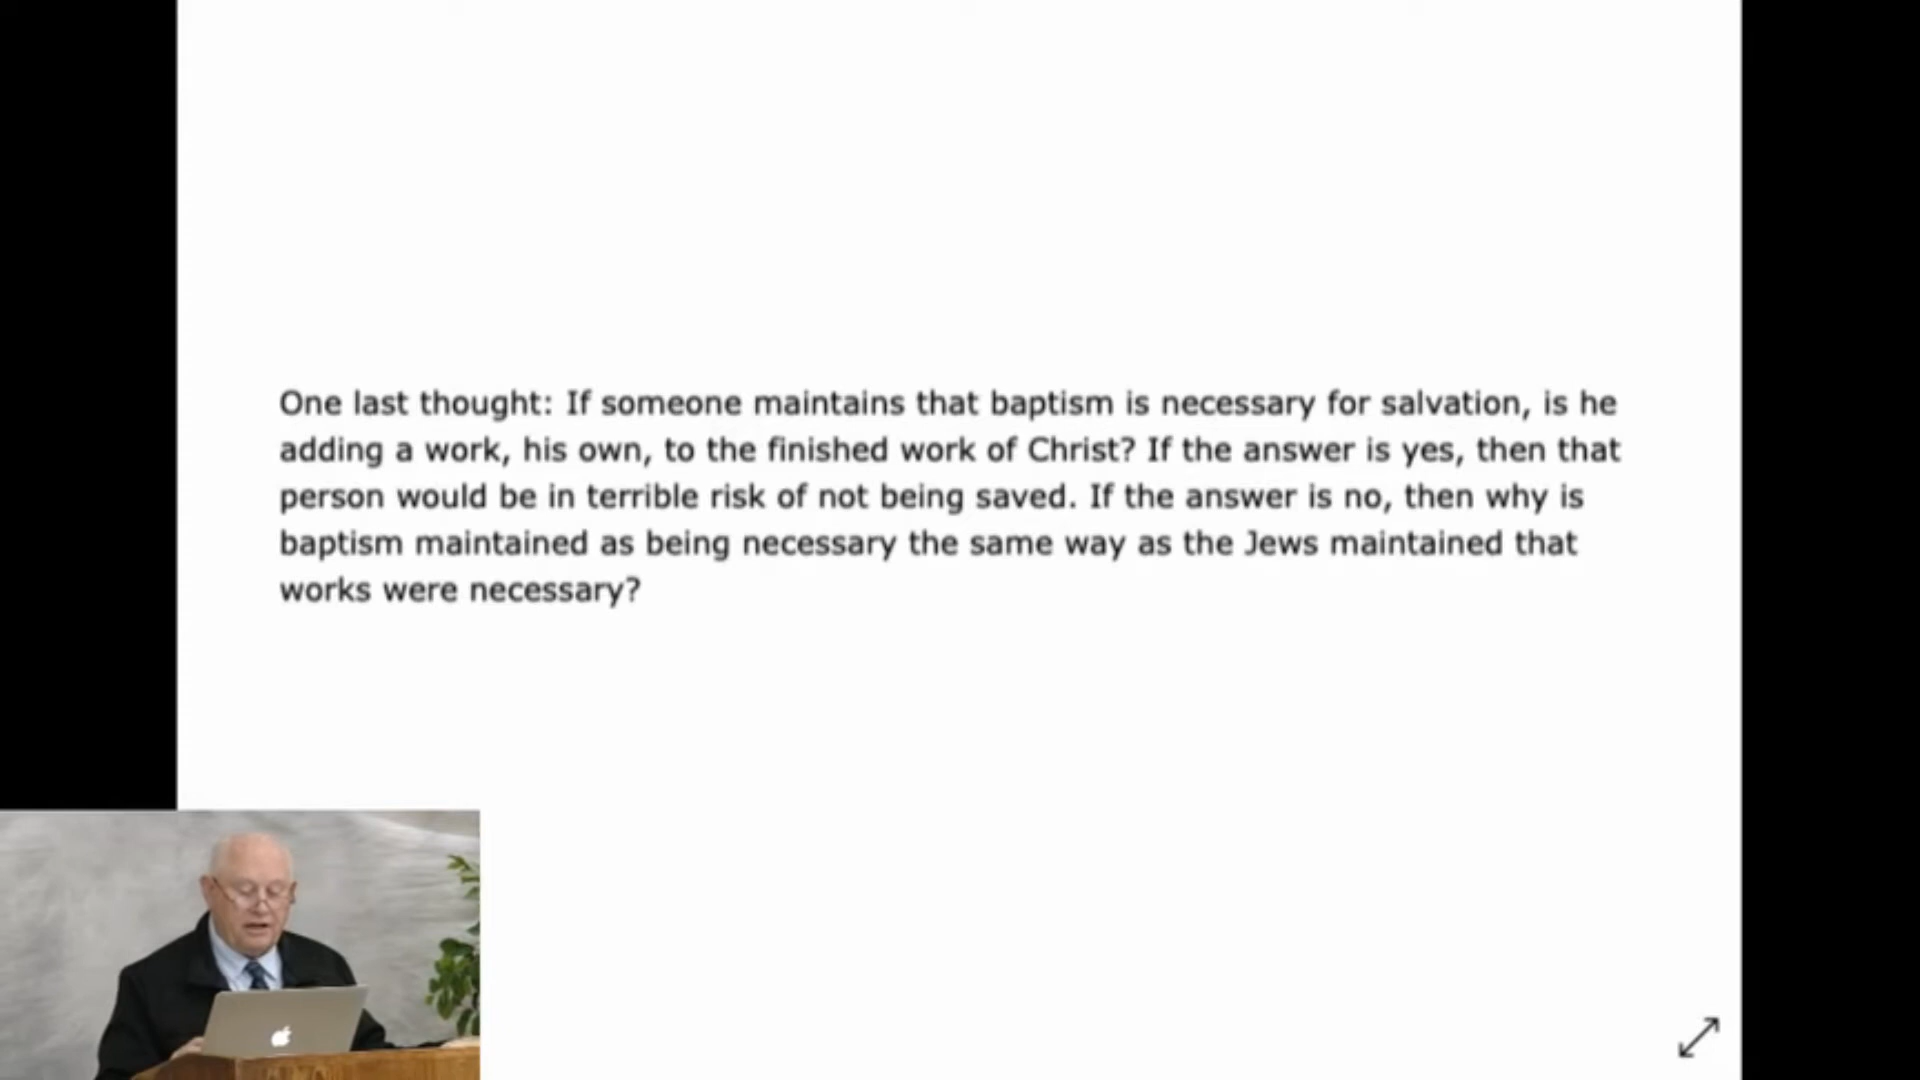 One last thought: If someone maintains that baptism is necessary for salvation, is he
adding a work, his own, to the finished work of Christ? If the answer is yes, then that
person would be in terrible risk of not being saved. If the answer is no, then why is
baptism maintained as being necessary the same way as the Jews maintained that
works were necessary?